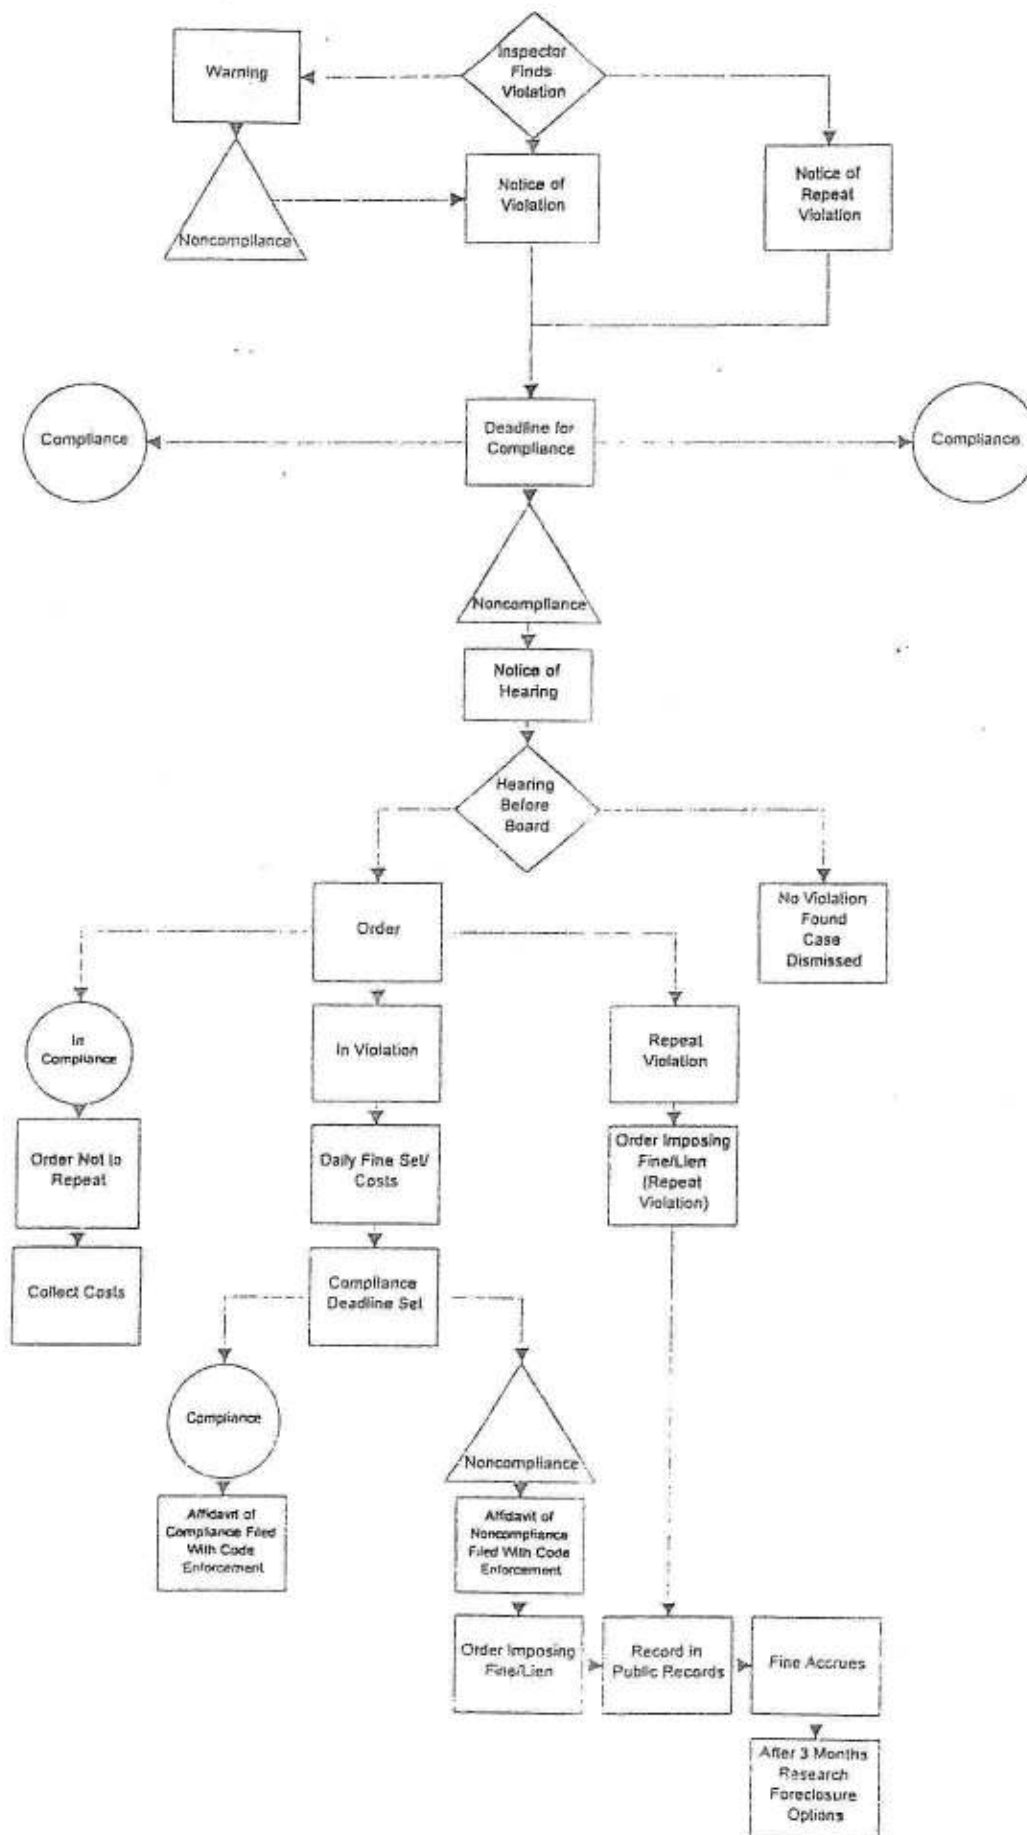 Inspector
Finds
Violation
Warning
Notice of
Violation
Notice of
Repeat
Violation
Noncompliance
Compliance
Deadline for
Compliance
Compliance
Noncompliance
Notice of
Hearing
Hearing
Before
Board
Order
No Violation
Found
Case
Dismissed
In
Compliance
In Violation
Repeat
Violation
Order Not to
Repeat
Daily Fine Set/
Costs
Order Imposing
Fine/Lien
(Repeat
Violation)
Collect Costs
Compliance
Deadline Set
Compliance
Noncompliance
Affidavit of
Compliance Filed
With Code
Enforcement
Affidavit of
Noncompliance
Filed With Code
Enforcement
Order Imposing
Fine/Lien
Record in
Public Records
Fine Accrues
After 3 Months
Research
Foreclosure
Options